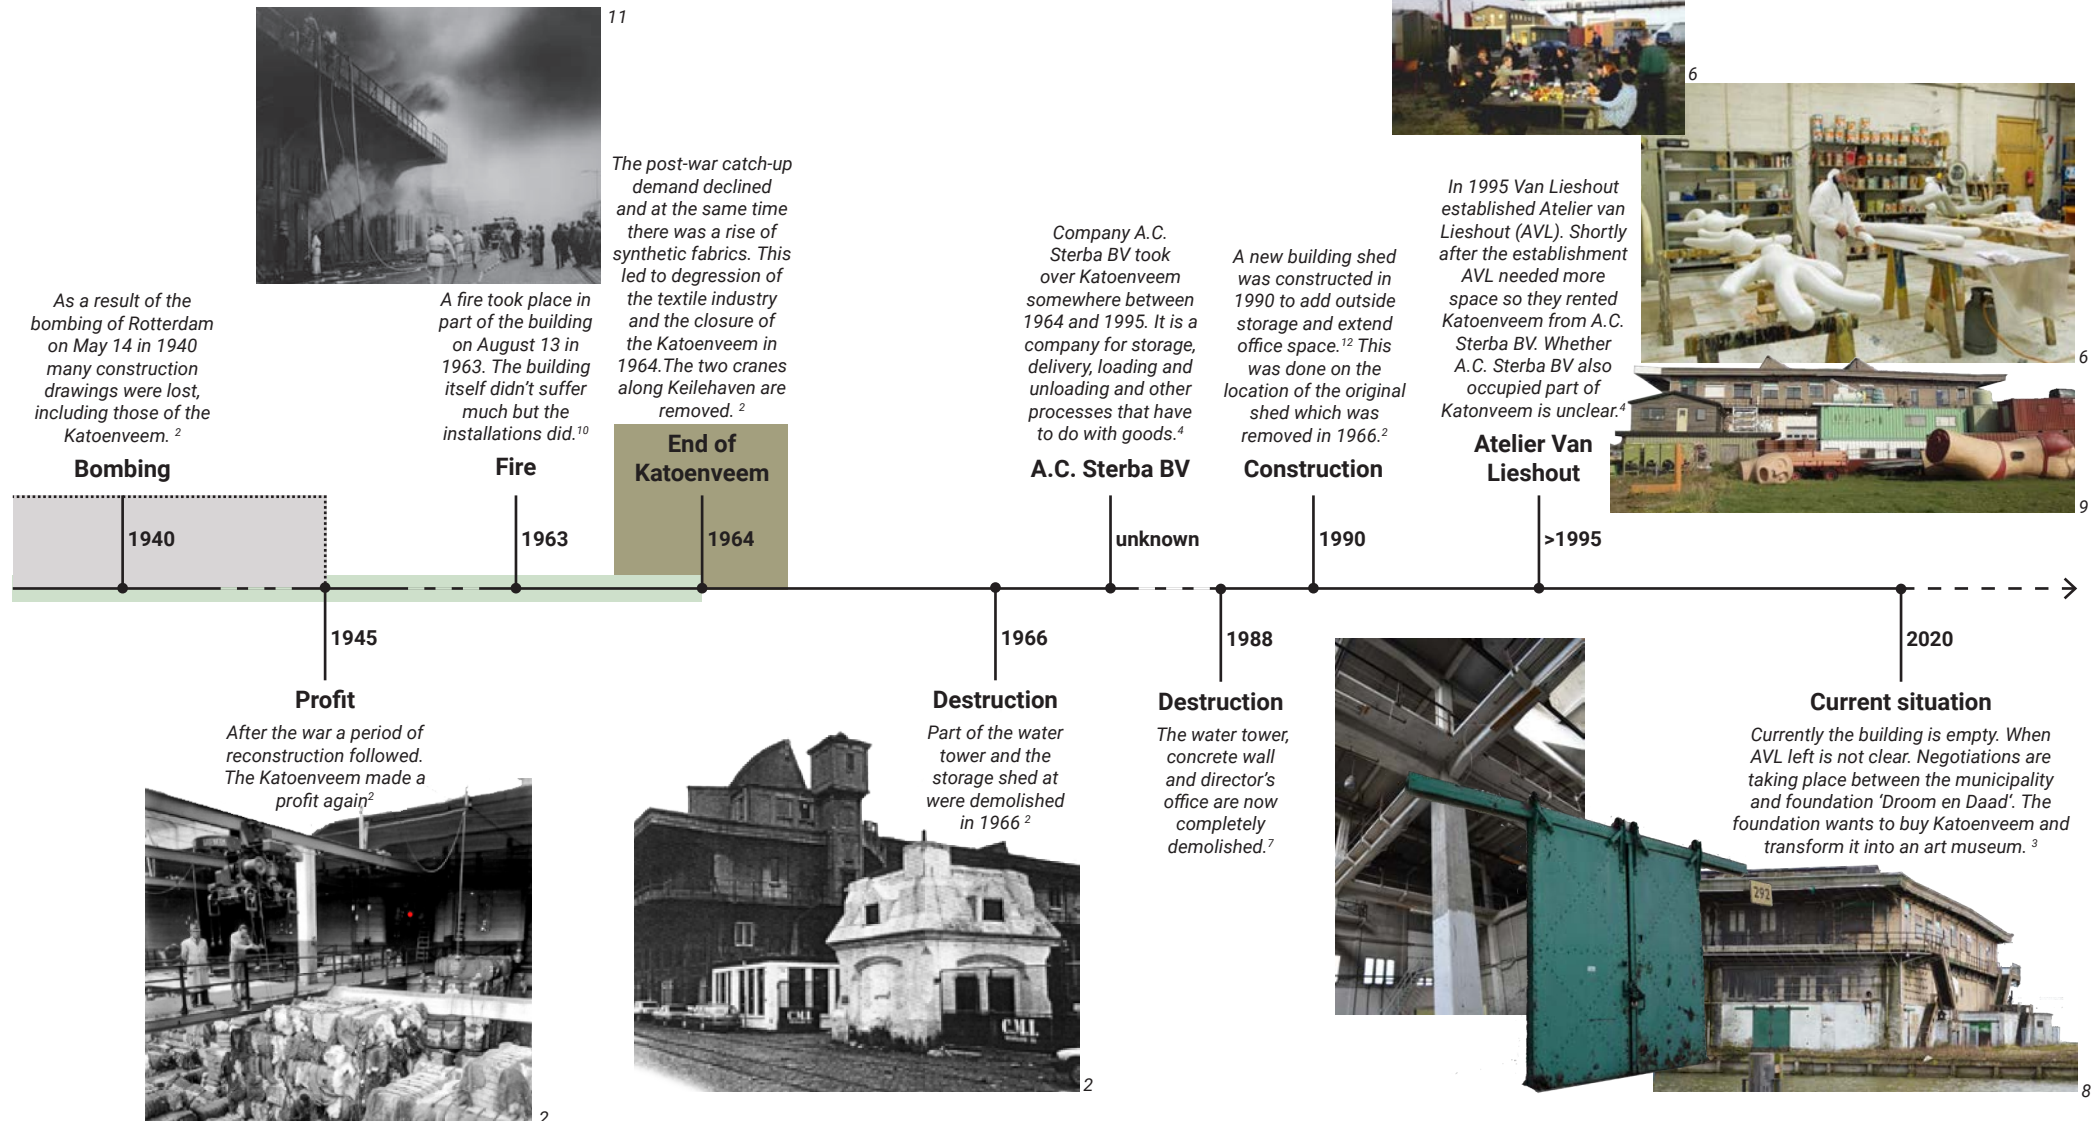 11
6
6
9
As a result of the
bombing of Rotterdam
on May 14 in 1940
many construction
drawings were lost,
including those of the
Katoenveem. 2
Bombing
1940
A fire took place in
part of the building
on August 13 in
1963. The building
itself didn't suffer
much but the
installations did.10
Fire
1963
The post-war catch-up
demand declined
and at the same time
there was a rise of
synthetic fabrics. This
led to degression of
the textile industry
and the closure of
the Katoenveem in
1964.The two cranes
along Keilehaven are
removed. 2
End of
Katoenveem
1964
Company A.C.
Sterba BV took
over Katoenveem
somewhere between
1964 and 1995. It is a
company for storage,
delivery, loading and
unloading and other
processes that have
to do with goods.4
A.C. Sterba BV
unknown
A new building shed
was constructed in
1990 to add outside
storage and extend
office space.12 This
was done on the
location of the original
shed which was
removed in 1966.2
Construction
1990
In 1995 Van Lieshout
established Atelier van
Lieshout (AVL). Shortly
after the establishment
AVL needed more
space so they rented
Katoenveem from A.C.
Sterba BV. Whether
A.C. Sterba BV also
occupied part of
Katonveem is unclear.4
Atelier Van
Lieshout
>1995
1945
Profit
After the war a period of
reconstruction followed.
The Katoenveem made a
profit again2
2
1966
Destruction
Part of the water
tower and the
storage shed at
were demolished
in 1966 2
C.M.I.
C.M.I.
2
1988
Destruction
The water tower,
concrete wall
and director's
office are now
completely
demolished.7
2020
Current situation
Currently the building is empty. When
AVL left is not clear. Negotiations are
taking place between the municipality
and foundation 'Droom en Daad'. The
foundation wants to buy Katoenveem and
transform it into an art museum. 3
292
8